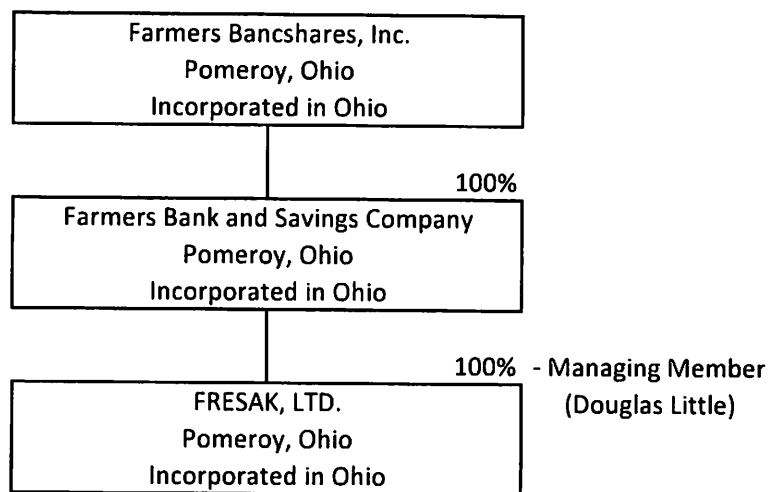 Farmers Bancshares, Inc.
Pomeroy, Ohio
Incorporated in Ohio
100%
Farmers Bank and Savings Company
Pomeroy, Ohio
Incorporated in Ohio
100% - Managing Member
(Douglas Little)
FRESAK, LTD.
Pomeroy, Ohio
Incorporated in Ohio